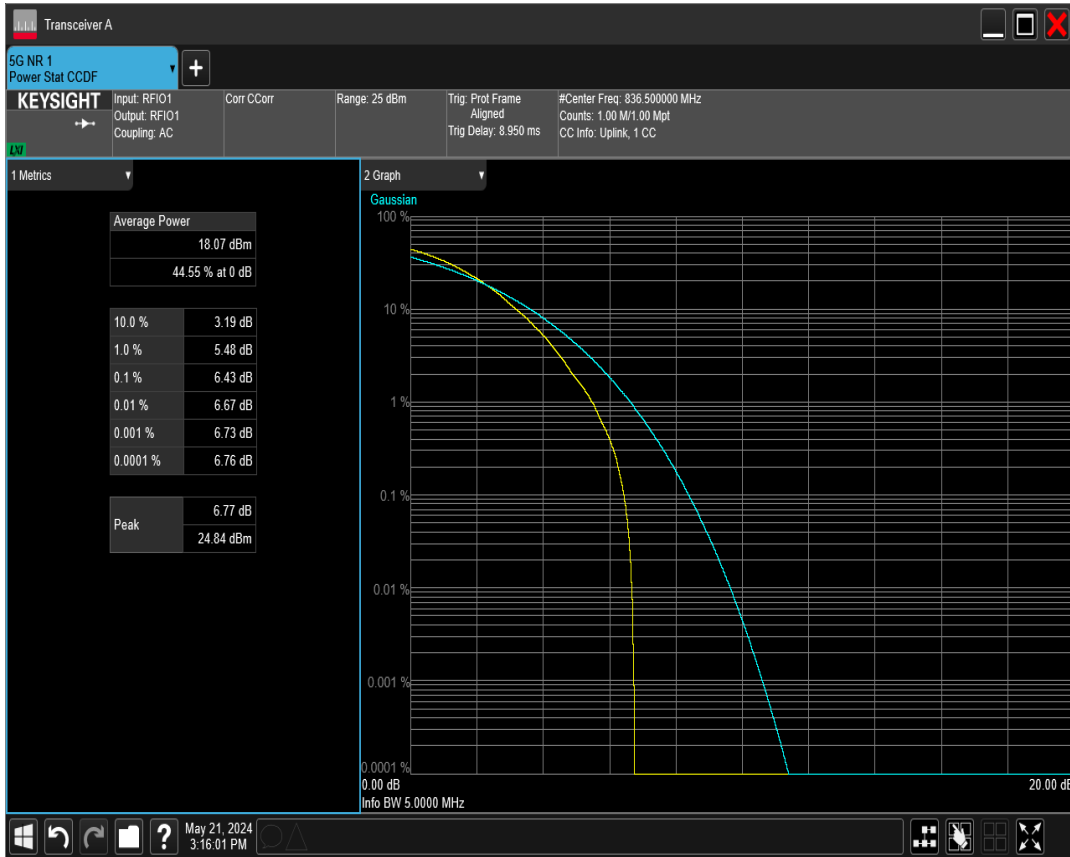 Transceiver A
5G NR 1
Power Stat CCDF
+
KEYSIGHT
LXI
Input: RFIO1
Output: RFIO1
Coupling: AC
Corr CCorr
Range: 25 dBm
Trig: Prot Frame
Aligned
Trig Delay: 8.950 ms
#Center Freq: 836.500000 MHz
Counts: 1.00 M/1.00 Mpt
CC Info: Uplink, 1 CC
1 Metrics
Average Power
18.07 dBm
44.55 % at 0 dB
10.0 % 3.19 dB
1.0 % 5.48 dB
0.1 % 6.43 dB
0.01 % 6.67 dB
0.001 % 6.73 dB
0.0001 % 6.76 dB
Peak 6.77 dB
24.84 dBm
2 Graph
Gaussian
100 %
10 %
1 %
0.1 %
0.01 %
0.001 %
0.0001 %
0.00 dB 20.00 dB
Info BW 5.0000 MHz
?
May 21, 2024
3:16:01 PM